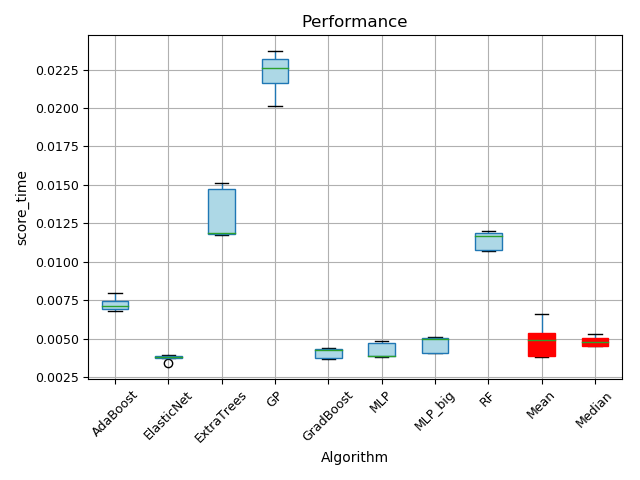 Performance
score_time
0.0225
0.0200
0.0175
0.0150
0.0125
0.0100
0.0075
0.0050
0.0025
AdaBoost
ElasticNet
ExtraTrees
GP
GradBoost
MLP
MLP_big
RF
Mean
Median
Algorithm